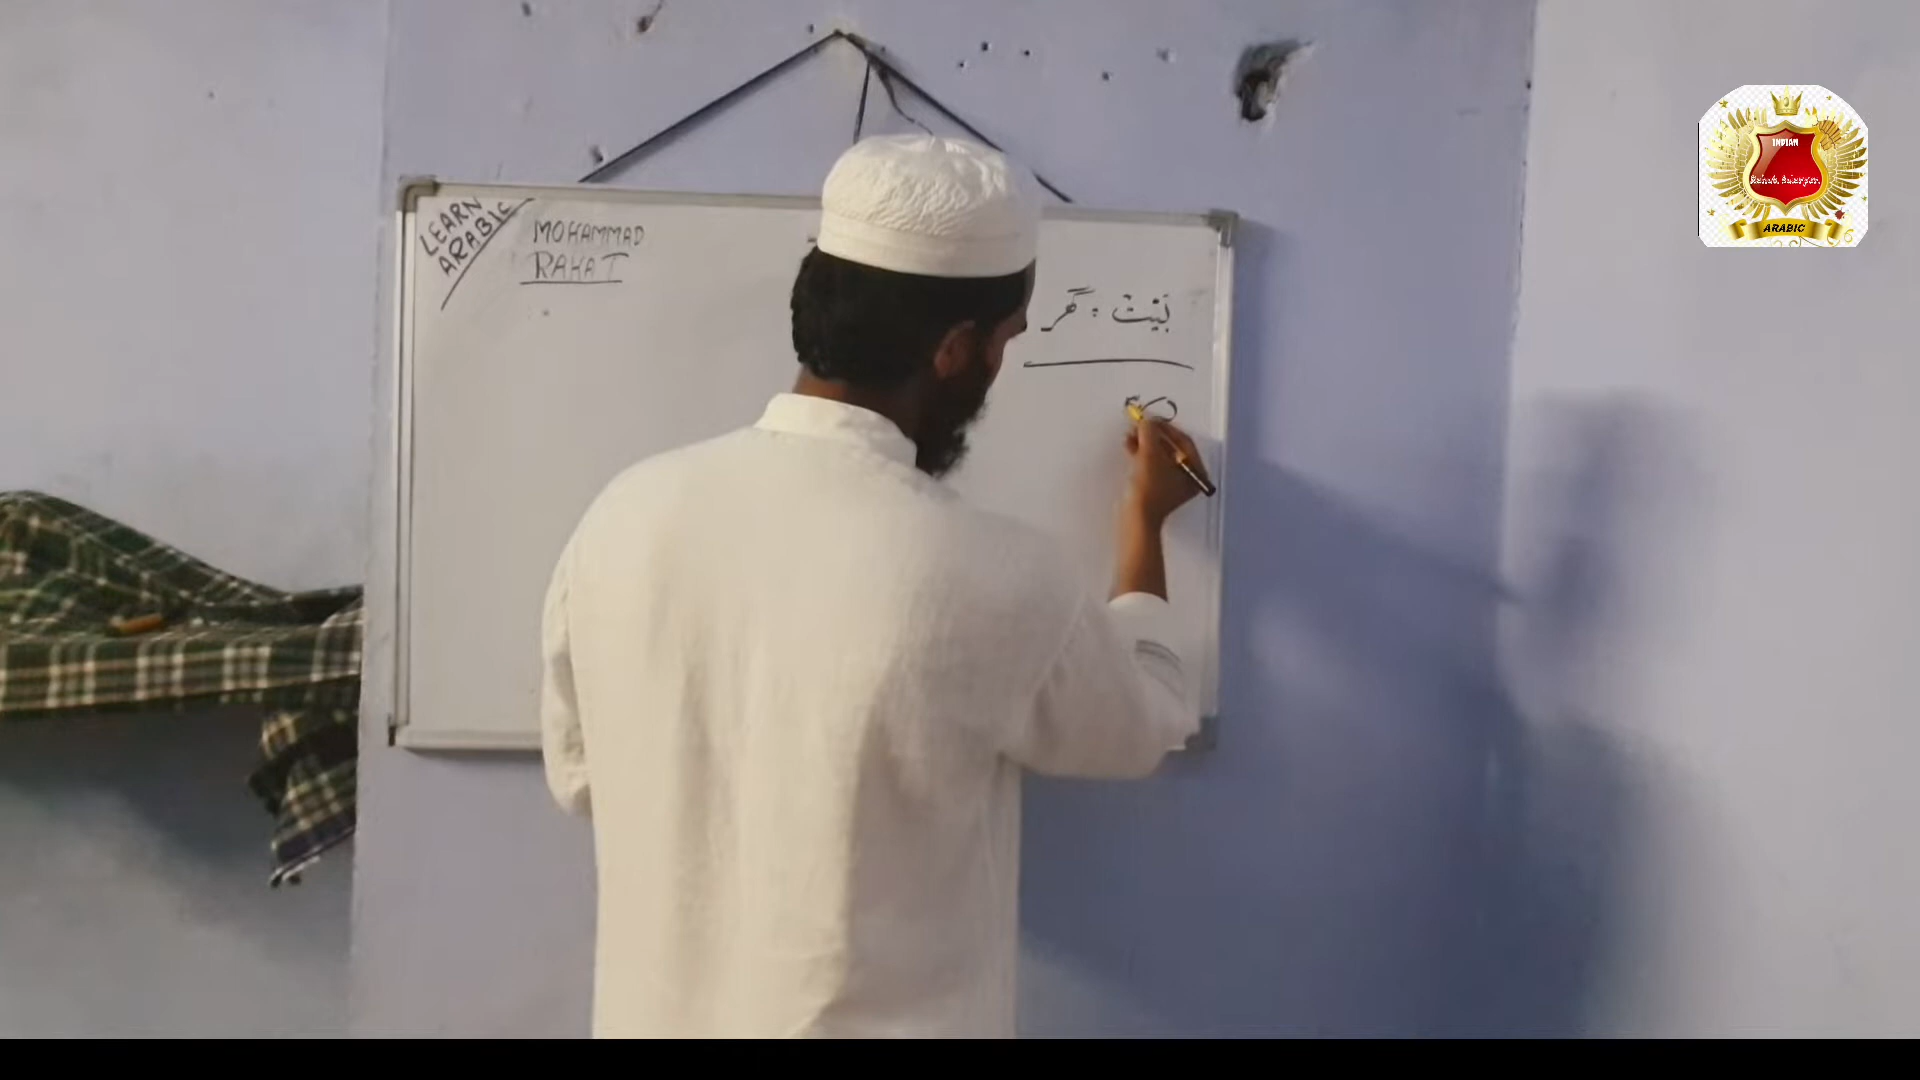 LEARN
ARABIC
MOHAMMAD
RAHAT
بَيْت : گھر
INDIAN
ARABIC